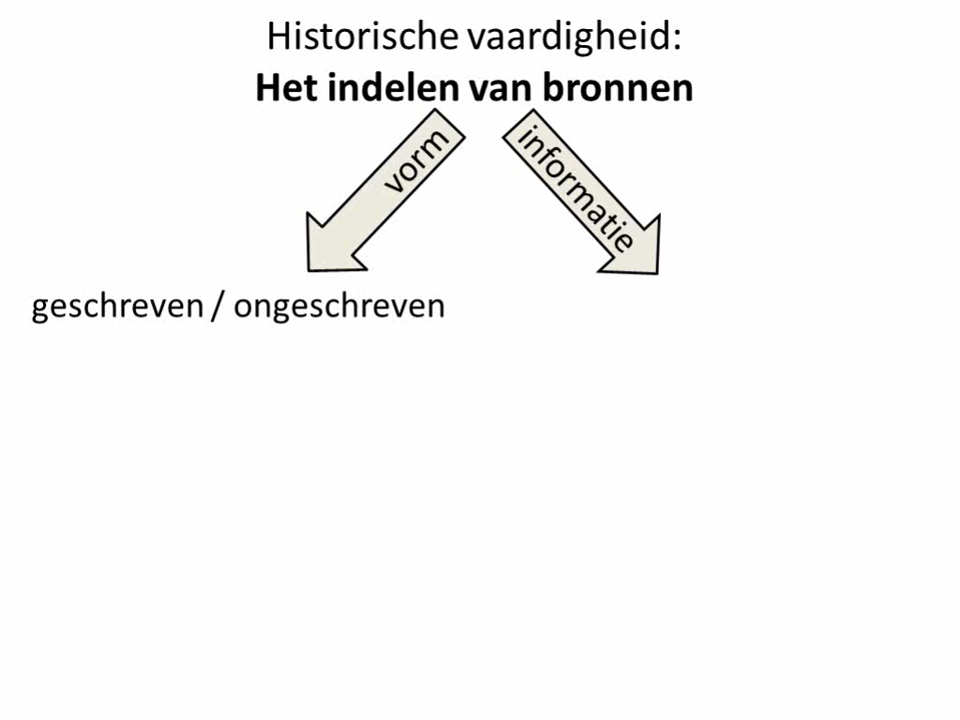 Historische vaardigheid:
Het indelen van bronnen
vorm
informatie
geschreven / ongeschreven